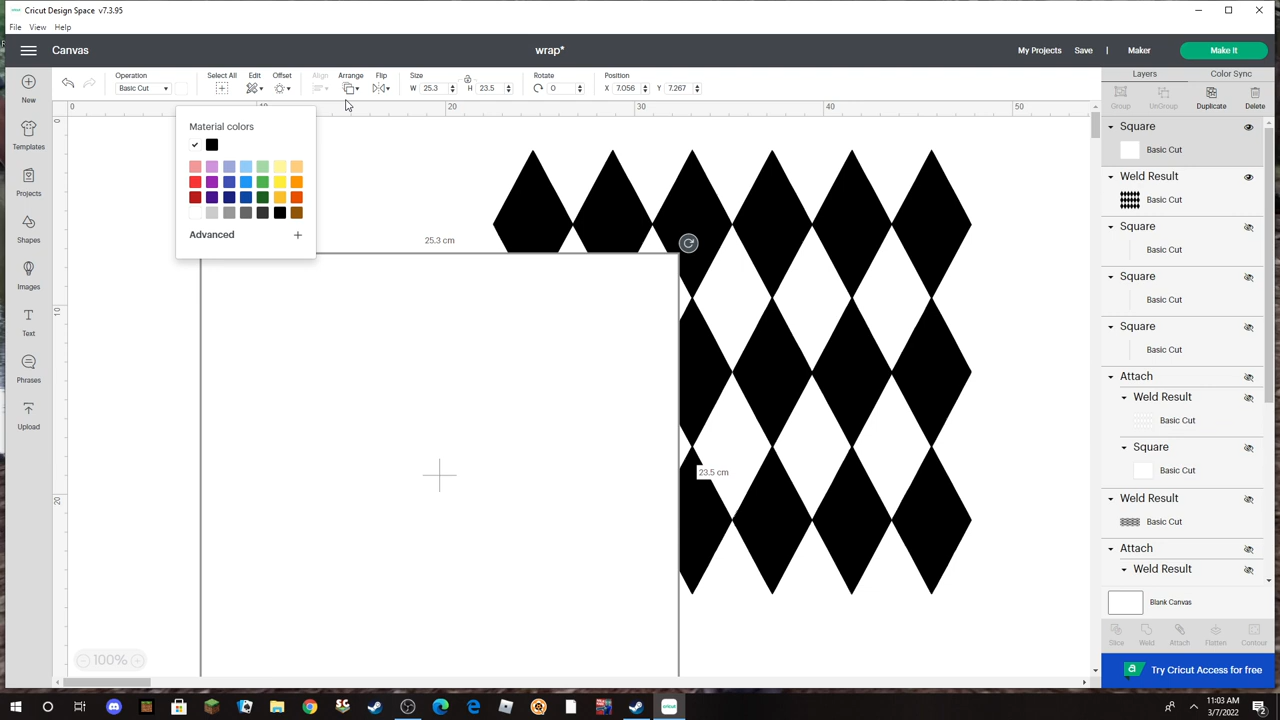 Cricut Design Space v7.3.95
File View Help
Canvas
wrap*
My Projects Save | Maker Make It
Operation
Basic Cut
Select All Edit Offset Align Arrange Flip Size Rotate Position
W 25.3 H 23.5 0 X 7.056 Y 7.267
Layers Color Sync
Group UnGroup Duplicate Delete
New
Templates
Projects
Shapes
Images
Text
Phrases
Upload
0 10 20 30 40 50
0
10
20
Material colors
Advanced +
25.3 cm
23.5 cm
100%
Square
Basic Cut
Weld Result
Basic Cut
Square
Basic Cut
Square
Basic Cut
Square
Basic Cut
Attach
Weld Result
Basic Cut
Square
Basic Cut
Weld Result
Basic Cut
Attach
Weld Result
Blank Canvas
Slice Weld Attach Flatten Contour
a Try Cricut Access for free
SC
11:03 AM
3/7/2022
2